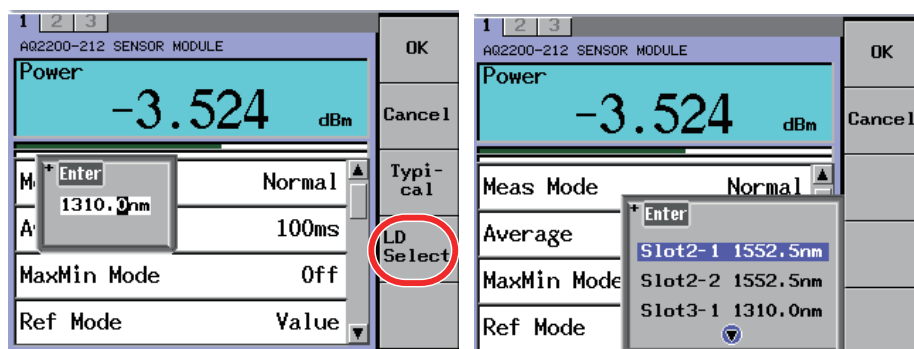 1 2 3
AQ2200-212 SENSOR MODULE
Power
-3.524 dBm
Enter
1310.0nm
M Normal
A 100ms
MaxMin Mode Off
Ref Mode Value
OK
Cancel
Typi-
cal
LD
Select
1 2 3
AQ2200-212 SENSOR MODULE
Power
-3.524 dBm
Meas Mode Normal
Average
MaxMin Mode
Ref Mode
Enter
Slot2-1 1552.5nm
Slot2-2 1552.5nm
Slot3-1 1310.0nm
OK
Cancel